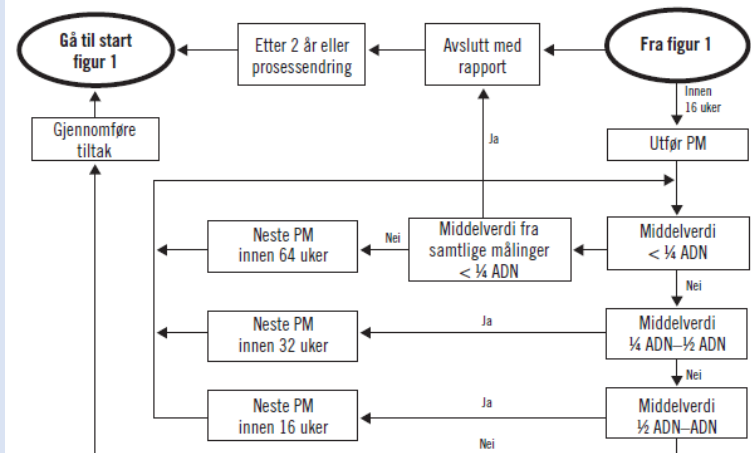 Gå til start
figur 1
Etter 2 år eller
prosessendring
Avslutt med
rapport
Fra figur 1
Innen
16 uker
Gjennomføre
tiltak
Ja
Utfør PM
Neste PM
innen 64 uker
Nei
Middelverdi fra
samtlige målinger
< ¼ ADN
Middelverdi
< ¼ ADN
Nei
Neste PM
innen 32 uker
Ja
Middelverdi
¼ ADN–½ ADN
Nei
Neste PM
innen 16 uker
Ja
Middelverdi
½ ADN–ADN
Nei